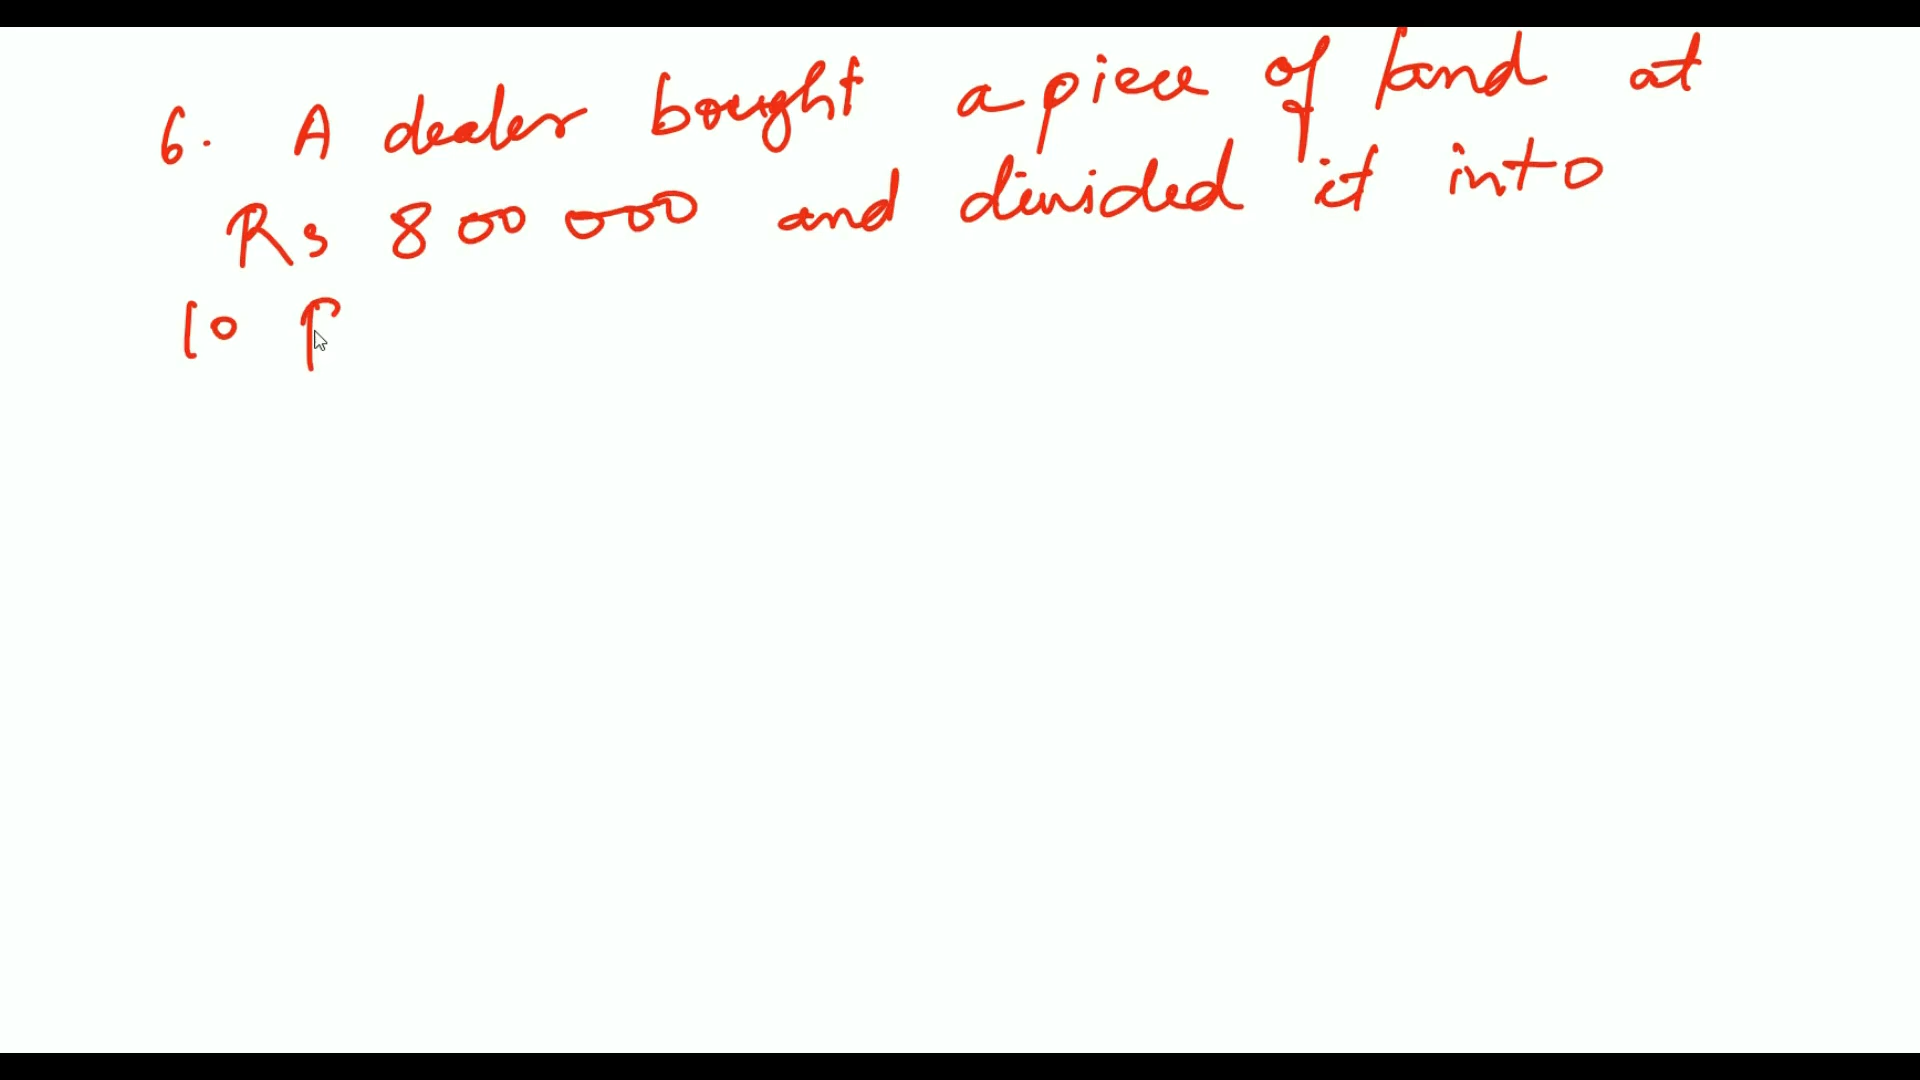 6. A dealer bought a piece of land at
Rs 800 000 and divided it into
10 p